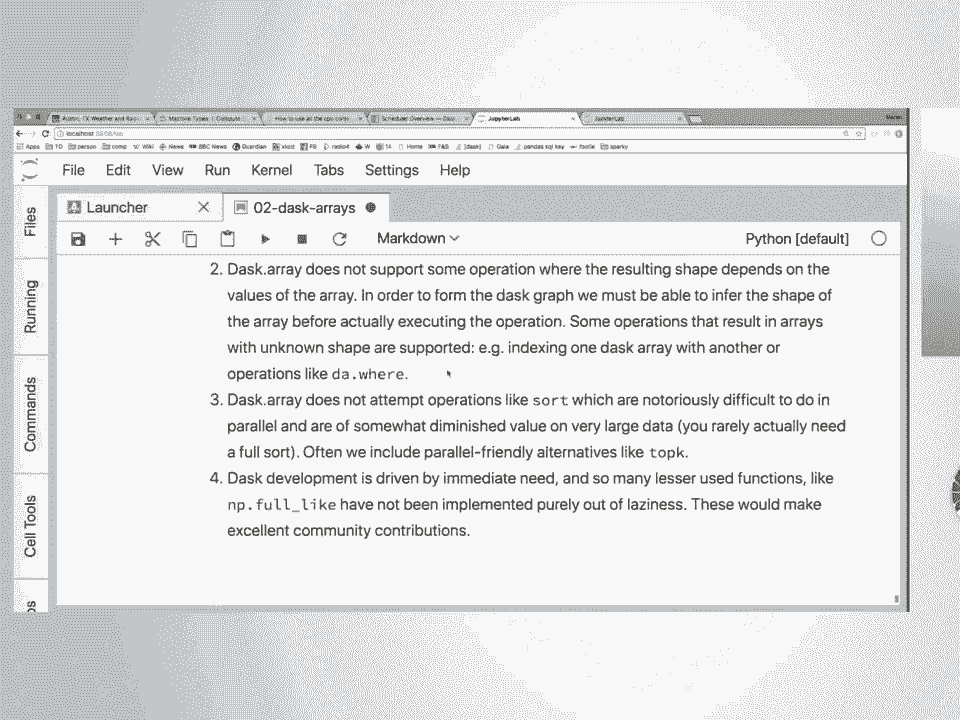 Austin, TX Weather and Radar Machine Types | Compute How to use all the cpu cores Scheduler Overview — Dask JupyterLab JupyterLab
localhost
Apps TO person comp Wiki News BBC News Guardian xkcd FB radio4 W 14 Home P&S [dask] Gaia pandas sql key footie sparky
File Edit View Run Kernel Tabs Settings Help
Launcher 02-dask-arrays
Markdown Python [default]
Files
Running
Commands
Cell Tools
2. Dask.array does not support some operation where the resulting shape depends on the
values of the array. In order to form the dask graph we must be able to infer the shape of
the array before actually executing the operation. Some operations that result in arrays
with unknown shape are supported: e.g. indexing one dask array with another or
operations like da.where.
3. Dask.array does not attempt operations like sort which are notoriously difficult to do in
parallel and are of somewhat diminished value on very large data (you rarely actually need
a full sort). Often we include parallel-friendly alternatives like topk.
4. Dask development is driven by immediate need, and so many lesser used functions, like
np.full_like have not been implemented purely out of laziness. These would make
excellent community contributions.